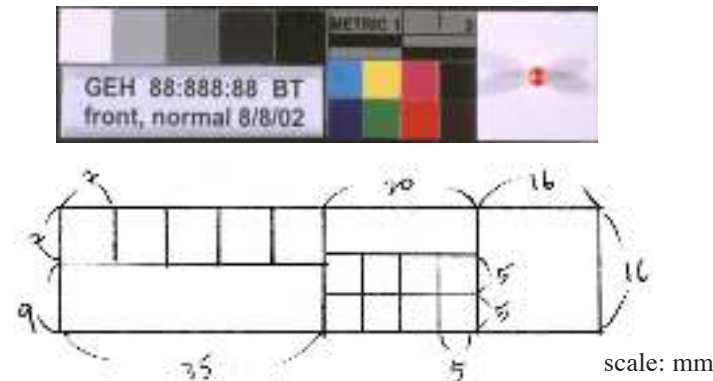 METRIC 1 2
GEH 88:888:88 BT
front, normal 8/8/02
7 20 16
7
5
16
9
5
35 5
scale: mm